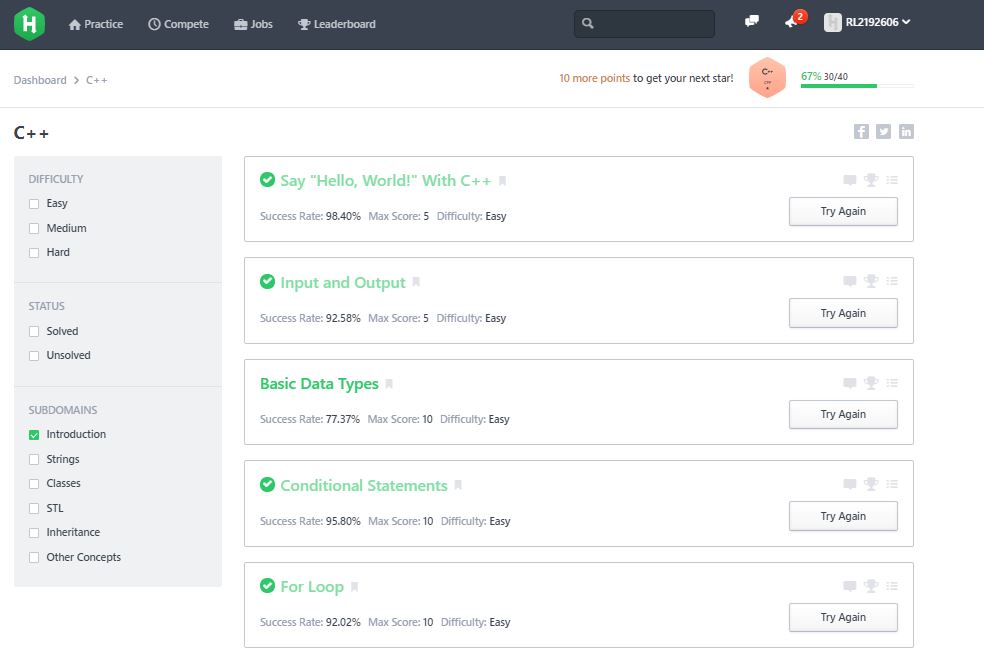 H Practice Compete Jobs Leaderboard 2 RL2192606
Dashboard > C++
10 more points to get your next star!
C++
CPP
67% 30/40
C++
DIFFICULTY
Easy
Medium
Hard
STATUS
Solved
Unsolved
SUBDOMAINS
Introduction
Strings
Classes
STL
Inheritance
Other Concepts
Say "Hello, World!" With C++
Success Rate: 98.40% Max Score: 5 Difficulty: Easy
Try Again
Input and Output
Success Rate: 92.58% Max Score: 5 Difficulty: Easy
Try Again
Basic Data Types
Success Rate: 77.37% Max Score: 10 Difficulty: Easy
Try Again
Conditional Statements
Success Rate: 95.80% Max Score: 10 Difficulty: Easy
Try Again
For Loop
Success Rate: 92.02% Max Score: 10 Difficulty: Easy
Try Again